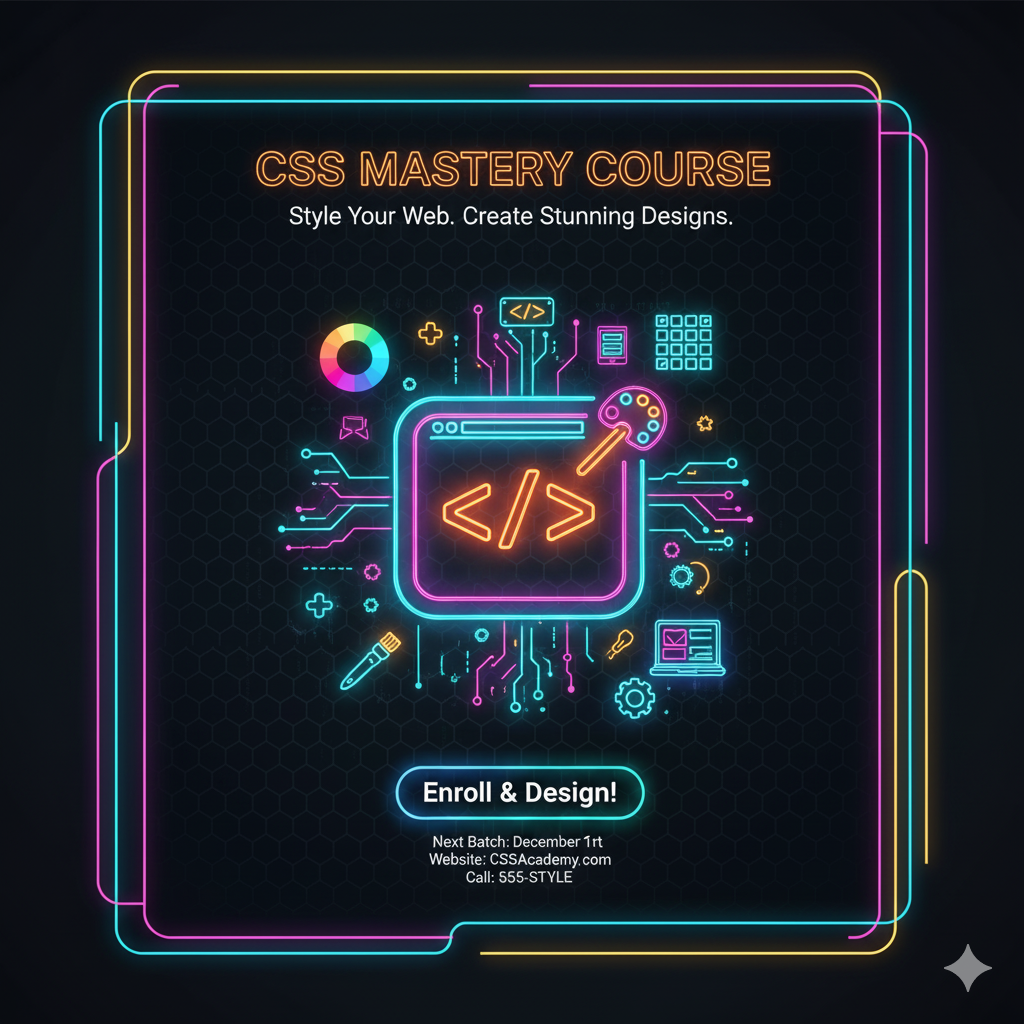 CSS MASTERY COURSE
Style Your Web. Create Stunning Designs.
</>
</>
Enroll & Design!
Next Batch: December 1rt
Website: CSSAcademy.com
Call: 555-STYLE